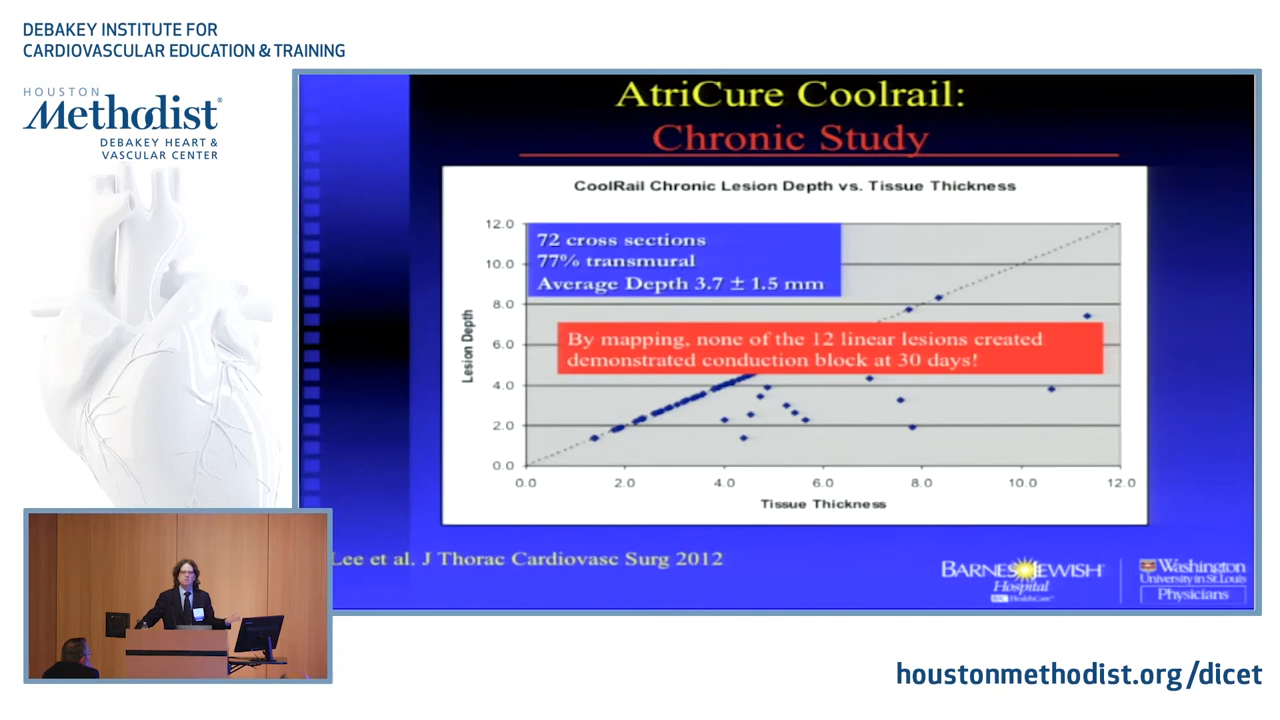 DEBAKEY INSTITUTE FOR
CARDIOVASCULAR EDUCATION & TRAINING
HOUSTON
Methodist®
DEBAKEY HEART &
VASCULAR CENTER
AtriCure Coolrail:
Chronic Study
CoolRail Chronic Lesion Depth vs. Tissue Thickness
72 cross sections
77% transmural
Average Depth 3.7 ± 1.5 mm
By mapping, none of the 12 linear lesions created
demonstrated conduction block at 30 days!
Lesion Depth
12.0
10.0
8.0
6.0
4.0
2.0
0.0
0.0 2.0 4.0 6.0 8.0 10.0 12.0
Tissue Thickness
Lee et al. J Thorac Cardiovasc Surg 2012
BARNES JEWISH
Hospital
BJC HealthCare
Washington
University in St. Louis
Physicians
houstonmethodist.org/dicet